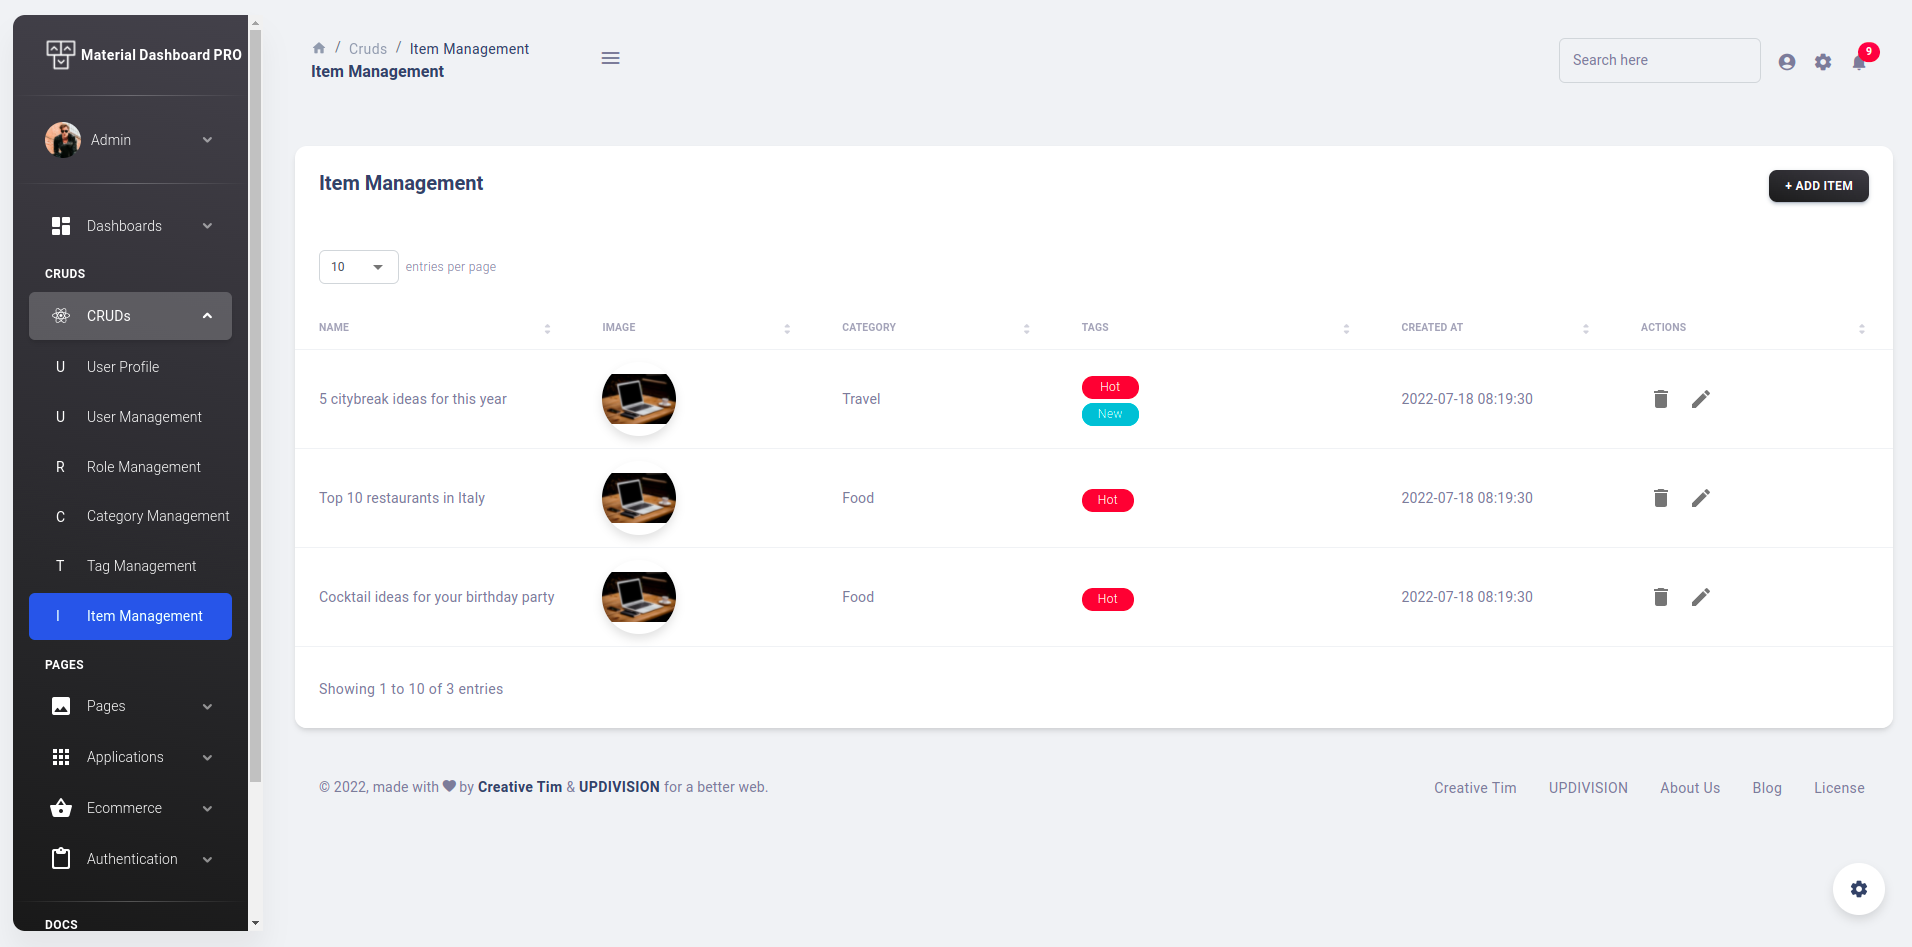 Material Dashboard PRO
Admin
Dashboards
CRUDS
CRUDs
U User Profile
U User Management
R Role Management
C Category Management
T Tag Management
I Item Management
PAGES
Pages
Applications
Ecommerce
Authentication
DOCS
/ Cruds / Item Management
Item Management
Search here
9
Item Management
+ ADD ITEM
10 entries per page
NAME IMAGE CATEGORY TAGS CREATED AT ACTIONS
5 citybreak ideas for this year Travel Hot New 2022-07-18 08:19:30
Top 10 restaurants in Italy Food Hot 2022-07-18 08:19:30
Cocktail ideas for your birthday party Food Hot 2022-07-18 08:19:30
Showing 1 to 10 of 3 entries
© 2022, made with by Creative Tim & UPDIVISION for a better web.
Creative Tim UPDIVISION About Us Blog License